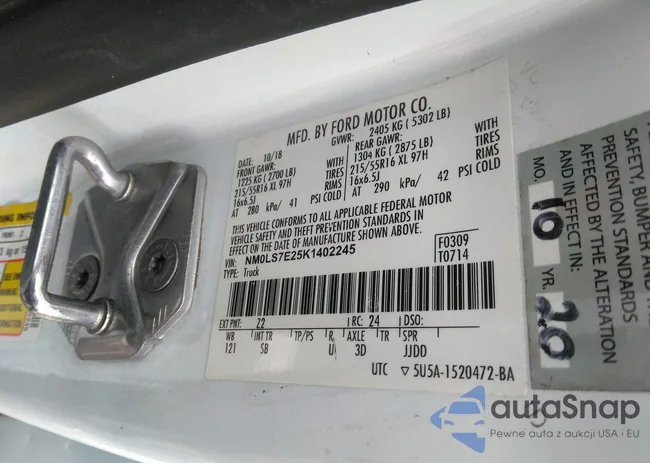 MFD. BY FORD MOTOR CO.
DATE: 10/18
GVWR: 2405 KG ( 5302 LB)
FRONT GAWR: WITH
REAR GAWR: WITH
1225 KG ( 2700 LB) TIRES
1304 KG ( 2875 LB) TIRES
215/55R16 XL 97H RIMS
215/55R16 XL 97H RIMS
16x6.5J
16x6.5J
AT 280 kPa/ 41 PSI COLD
AT 290 kPa/ 42 PSI COLD
THIS VEHICLE CONFORMS TO ALL APPLICABLE FEDERAL MOTOR
VEHICLE SAFETY AND THEFT PREVENTION STANDARDS IN
EFFECT ON THE DATE OF MANUFACTURE SHOWN ABOVE.
VIN: NM0LS7E25K1402245
TYPE: Truck
F0309
T0714
EXT PNT: Z2 RC: 24 DSO:
WB INT TR TP/PS R AXLE TR SPR
121 SB U 3D JJDD
UTC ▽5U5A-1520472-BA
SAFETY, BUMPER AND
PREVENTION STANDARDS
AFFECTED BY THE ALTERATION
AND IN EFFECT IN
MO. 10 YR. 20
autaSnap
Pewne auta z aukcji USA i EU